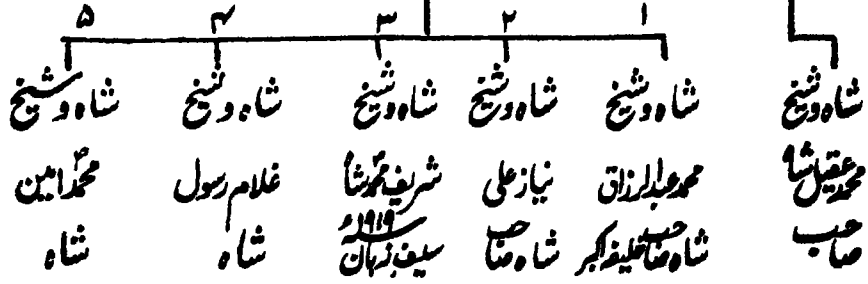 ۱ ۲ ۳ ۴ ۵
شاہ و شیخ شاہ و شیخ شاہ و شیخ شاہ و شیخ شاہ و شیخ شاہ و شیخ
محمد عقیل شاہ محمد عبدالرزاق نیاز علی شریف محمد شاہ غلام رسول محمد امین
صاحب شاہ صاحب خلیفہ اکبر شاہ صاحب ۱۹۱۹ء سیف زبان شاہ شاہ